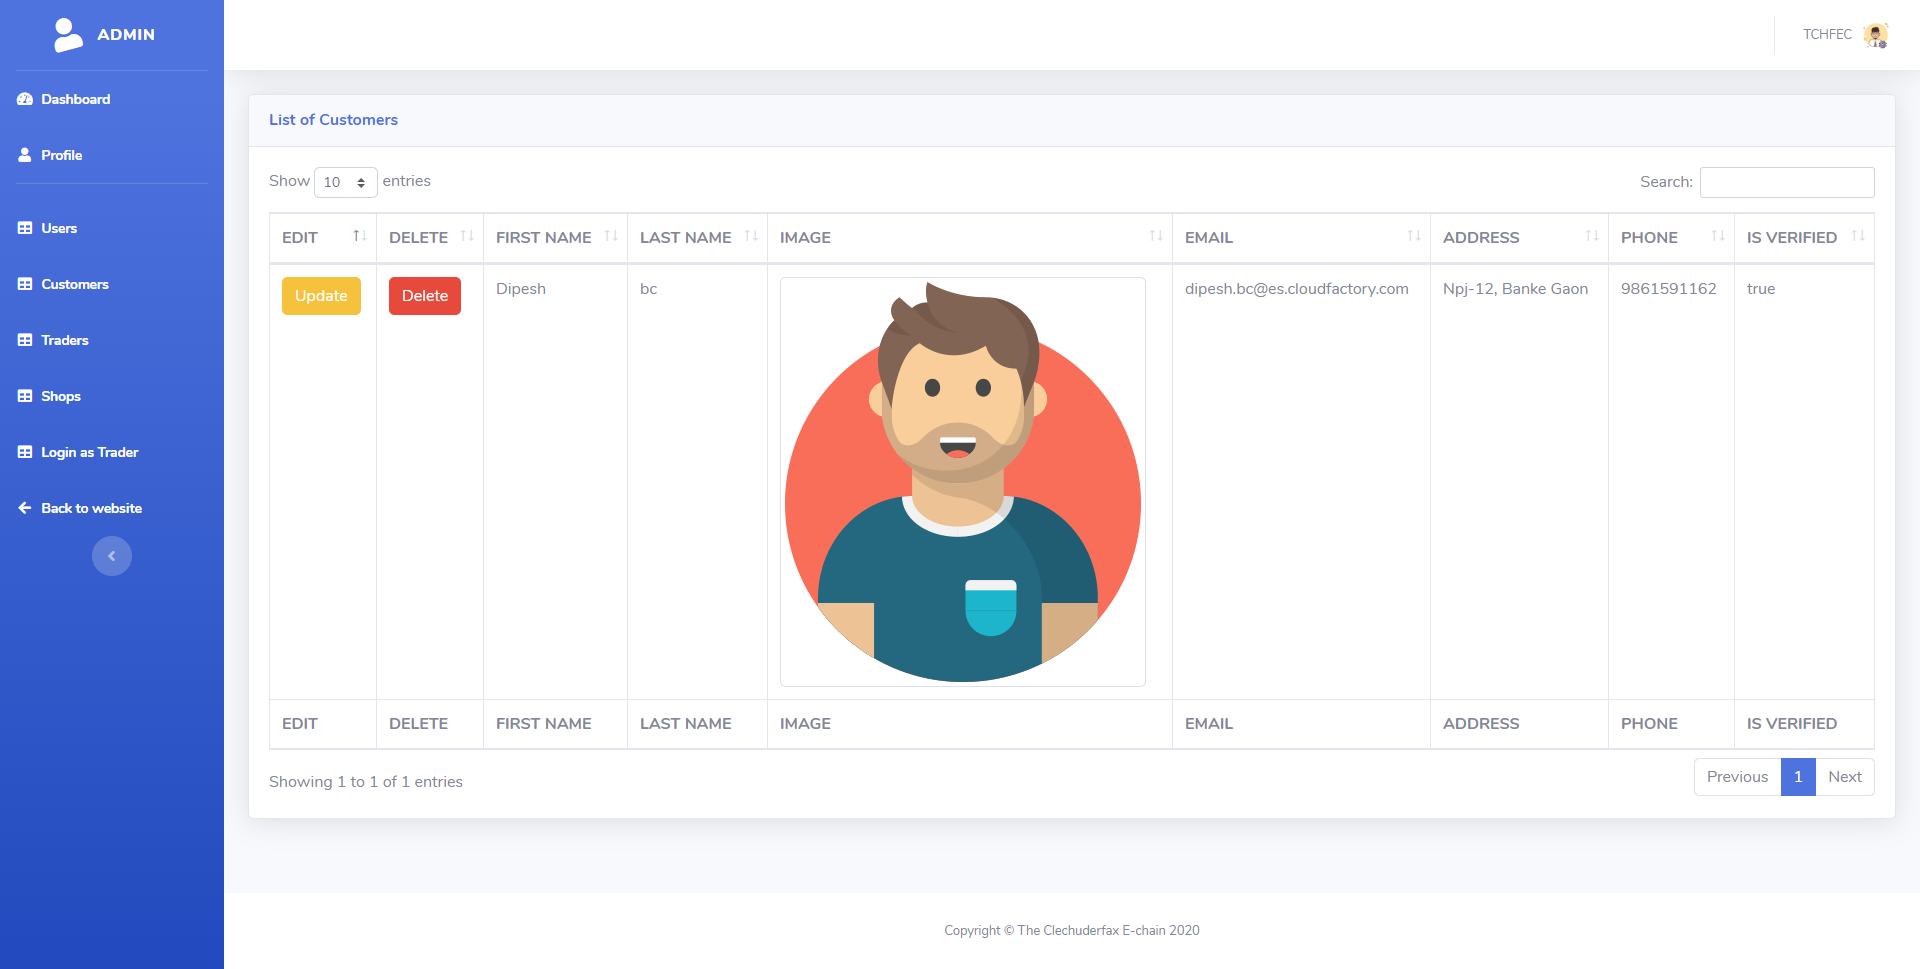 ADMIN
Dashboard
Profile
Users
Customers
Traders
Shops
Login as Trader
Back to website
TCHFEC
List of Customers
Show 10 entries
Search:
EDIT DELETE FIRST NAME LAST NAME IMAGE EMAIL ADDRESS PHONE IS VERIFIED
Update Delete Dipesh bc dipesh.bc@es.cloudfactory.com Npj-12, Banke Gaon 9861591162 true
EDIT DELETE FIRST NAME LAST NAME IMAGE EMAIL ADDRESS PHONE IS VERIFIED
Showing 1 to 1 of 1 entries
Previous 1 Next
Copyright © The Clechuderfax E-chain 2020